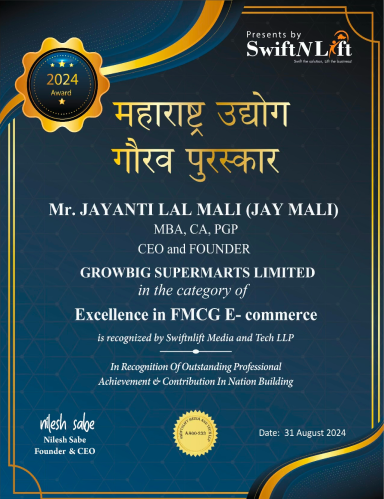 Presents by
SwiftNLift
Swift the solution, Lift the business!
2024
Award
महाराष्ट्र उद्योग
गौरव पुरस्कार
Mr. JAYANTI LAL MALI (JAY MALI)
MBA, CA, PGP
CEO and FOUNDER
GROWBIG SUPERMARTS LIMITED
in the category of
Excellence in FMCG E- commerce
is recognized by Swiftnlift Media and Tech LLP
In Recognition Of Outstanding Professional
Achievement & Contribution In Nation Building
nilesh sabe
Nilesh Sabe
Founder & CEO
Date: 31 August 2024